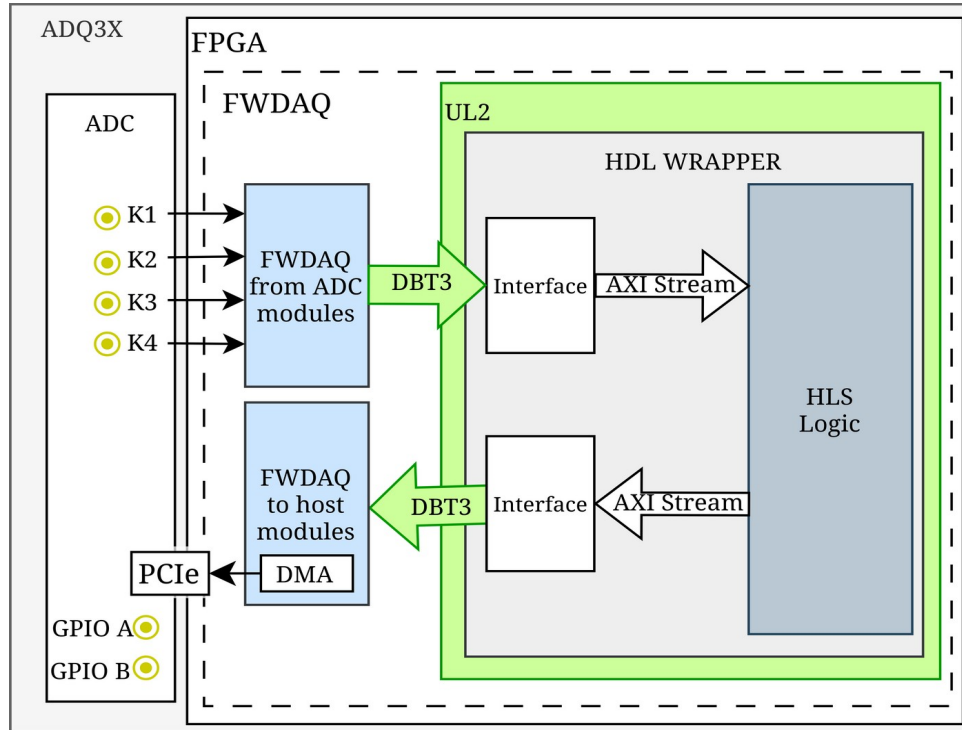 ADQ3X
FPGA
FWDAQ
ADC
UL2
HDL WRAPPER
K1
K2
K3
K4
FWDAQ
from ADC
modules
DBT3
Interface
AXI Stream
HLS
Logic
FWDAQ
to host
modules
DBT3
Interface
AXI Stream
PCIe
DMA
GPIO A
GPIO B